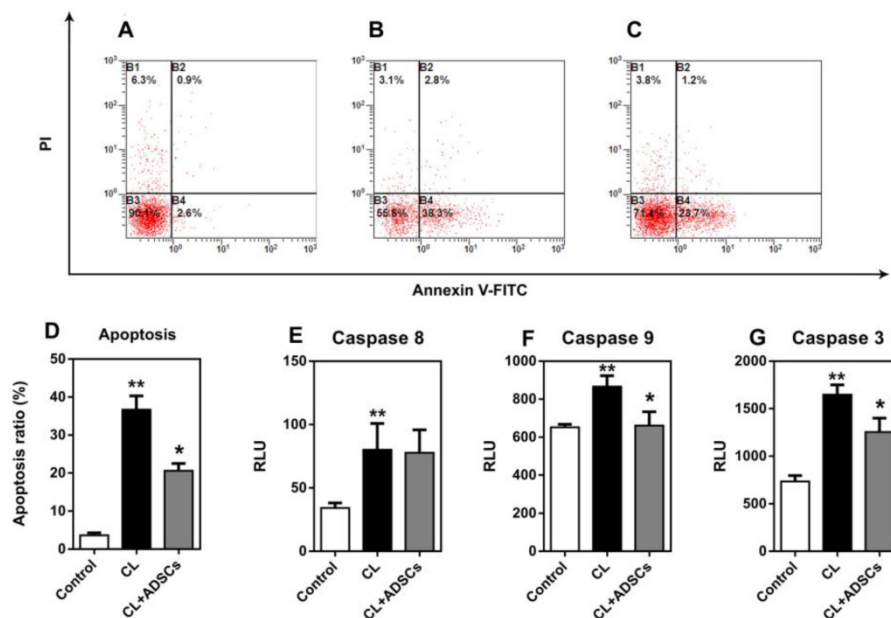 A
B
C
PI
10³
10²
10¹
10⁰
B1
6.3%
B2
0.9%
B3
90.1%
B4
2.6%
10⁰
10¹
10²
10³
10³
10²
10¹
10⁰
B1
3.1%
B2
2.8%
B3
55.8%
B4
38.3%
10⁰
10¹
10²
10³
10³
10²
10¹
10⁰
B1
3.8%
B2
1.2%
B3
71.4%
B4
23.7%
10⁰
10¹
10²
10³
Annexin V-FITC
D
Apoptosis
Apoptosis ratio (%)
50
40
30
20
10
0
**
*
Control
CL
CL+ADSCs
E
Caspase 8
RLU
150
100
50
0
**
Control
CL
CL+ADSCs
F
Caspase 9
RLU
1000
800
600
400
200
0
**
*
Control
CL
CL+ADSCs
G
Caspase 3
RLU
2000
1500
1000
500
0
**
*
Control
CL
CL+ADSCs